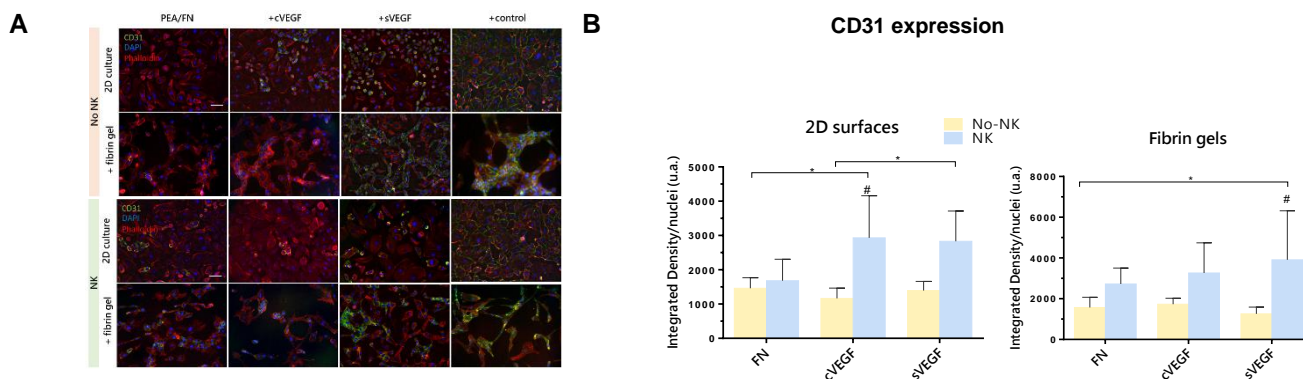 A
PEA/FN
+cVEGF
+sVEGF
+control
No NK
2D culture
CD31
DAPI
Phalloidin
+ fibrin gel
NK
2D culture
CD31
DAPI
Phalloidin
+ fibrin gel
B
CD31 expression
No-NK
NK
2D surfaces
Integrated Density/nuclei (u.a.)
5000
4000
3000
2000
1000
0
*
*
#
FN
cVEGF
sVEGF
Fibrin gels
Integrated Density/nuclei (u.a.)
8000
6000
4000
2000
0
*
#
FN
cVEGF
sVEGF